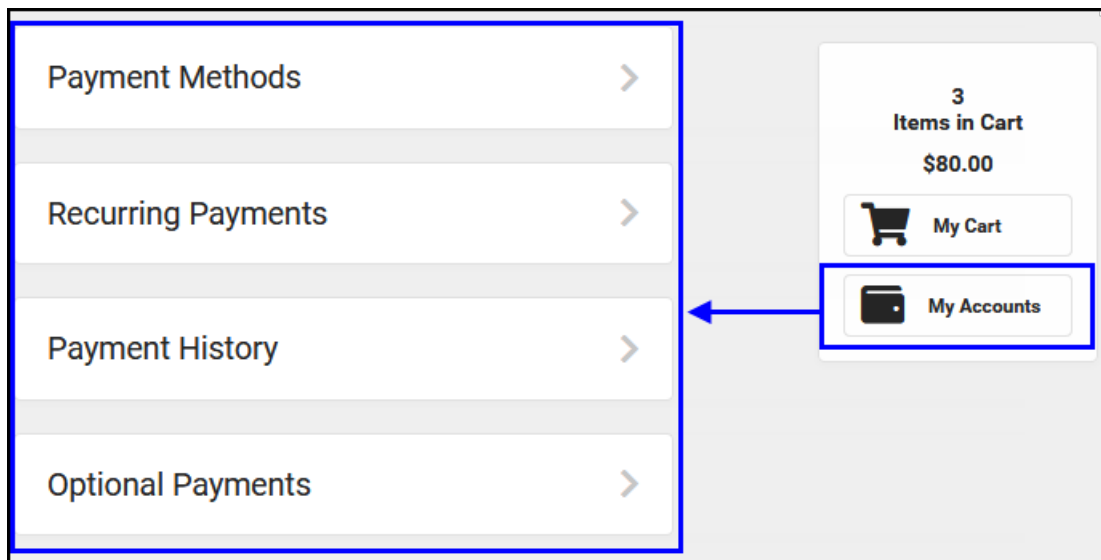 Payment Methods
Recurring Payments
Payment History
Optional Payments
3
Items in Cart
$80.00
My Cart
My Accounts